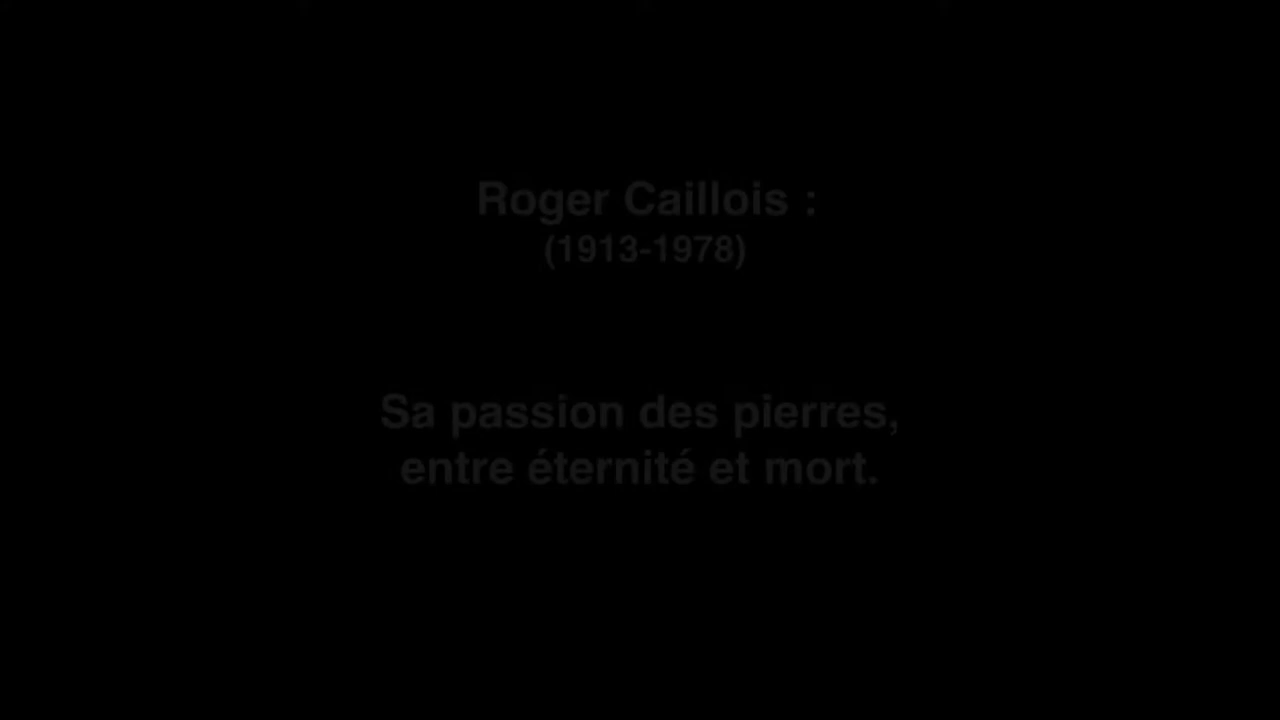 Roger Caillois :
(1913-1978)
Sa passion des pierres,
entre éternité et mort.